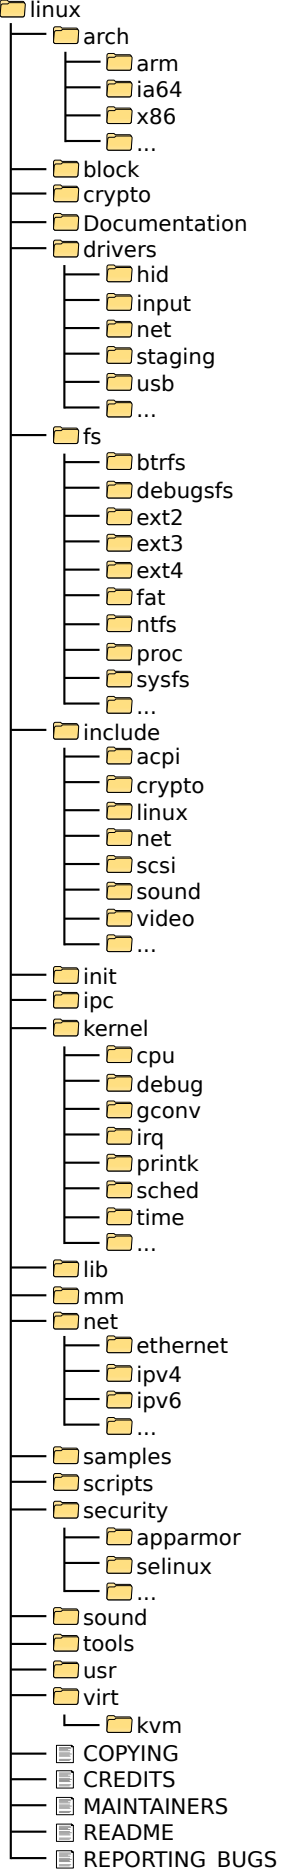 linux
arch
arm
ia64
x86
...
block
crypto
Documentation
drivers
hid
input
net
staging
usb
...
fs
btrfs
debugsfs
ext2
ext3
ext4
fat
ntfs
proc
sysfs
...
include
acpi
crypto
linux
net
scsi
sound
video
...
init
ipc
kernel
cpu
debug
gconv
irq
printk
sched
time
...
lib
mm
net
ethernet
ipv4
ipv6
...
samples
scripts
security
apparmor
selinux
...
sound
tools
usr
virt
kvm
COPYING
CREDITS
MAINTAINERS
README
REPORTING_BUGS